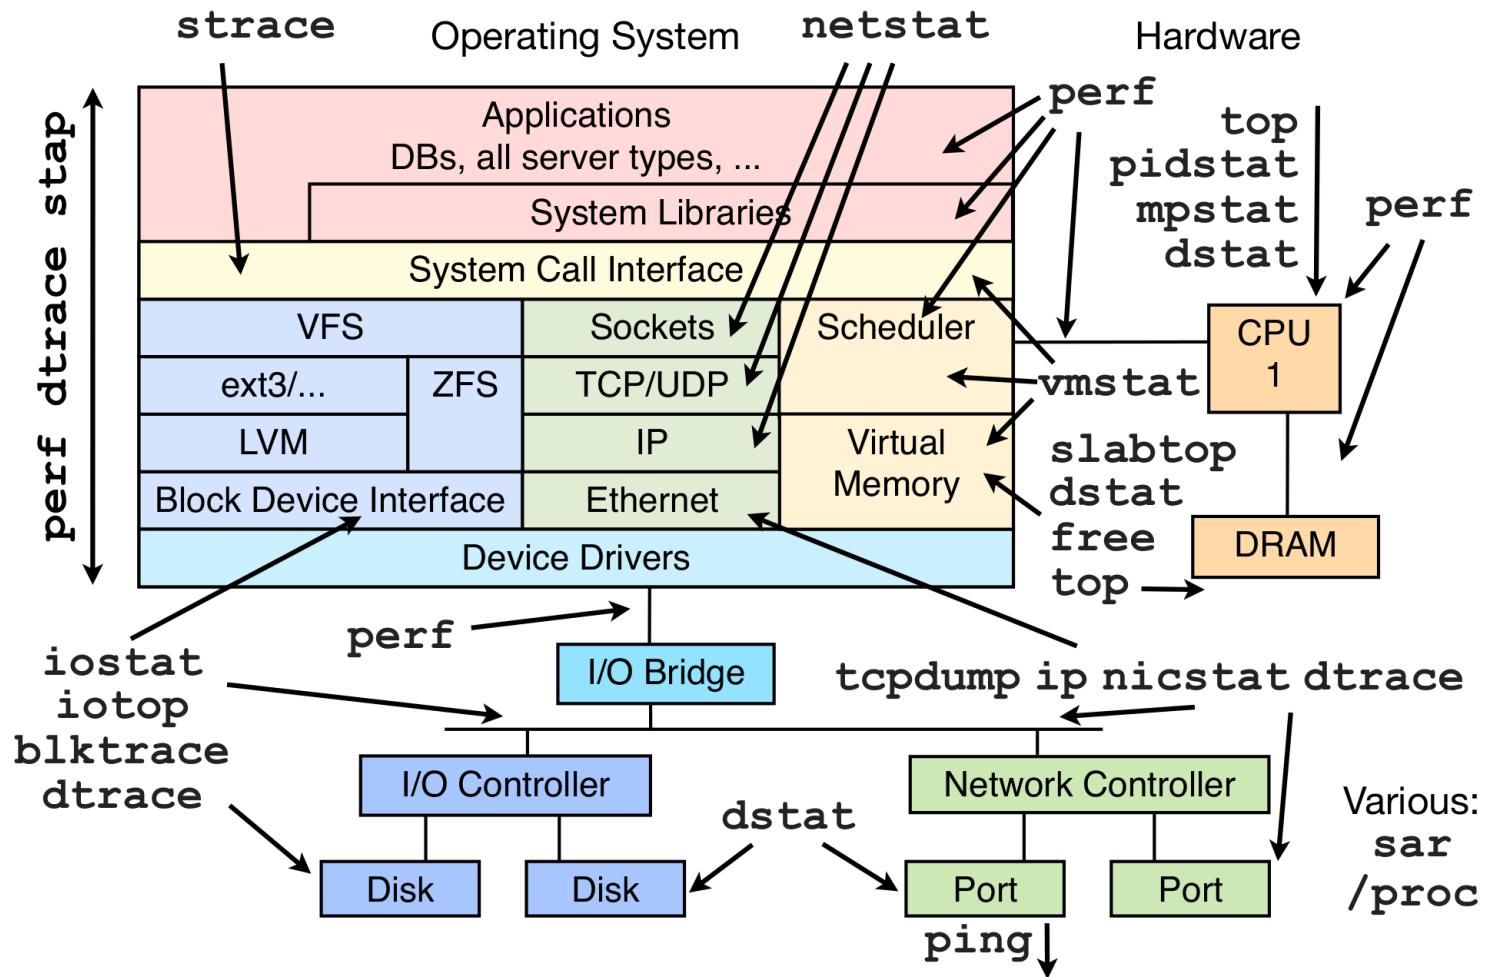 strace
Operating System
netstat
Hardware
perf dtrace stap
Applications
DBs, all server types, ...
System Libraries
System Call Interface
VFS
Sockets
Scheduler
ext3/...
ZFS
TCP/UDP
LVM
IP
Virtual
Memory
Block Device Interface
Ethernet
Device Drivers
perf
top
pidstat
mpstat
dstat
perf
CPU
1
vmstat
slabtop
dstat
free
top
DRAM
perf
I/O Bridge
iostat
iotop
blktrace
dtrace
tcpdump ip nicstat dtrace
I/O Controller
Network Controller
dstat
Disk
Disk
Port
Port
ping
Various:
sar
/proc